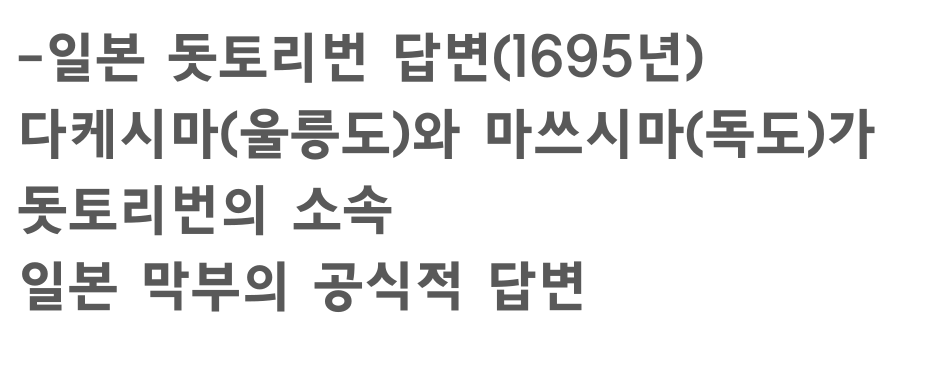 -일본 돗토리번 답변(1695년)
다케시마(울릉도)와 마쓰시마(독도)가
돗토리번의 소속
일본 막부의 공식적 답변